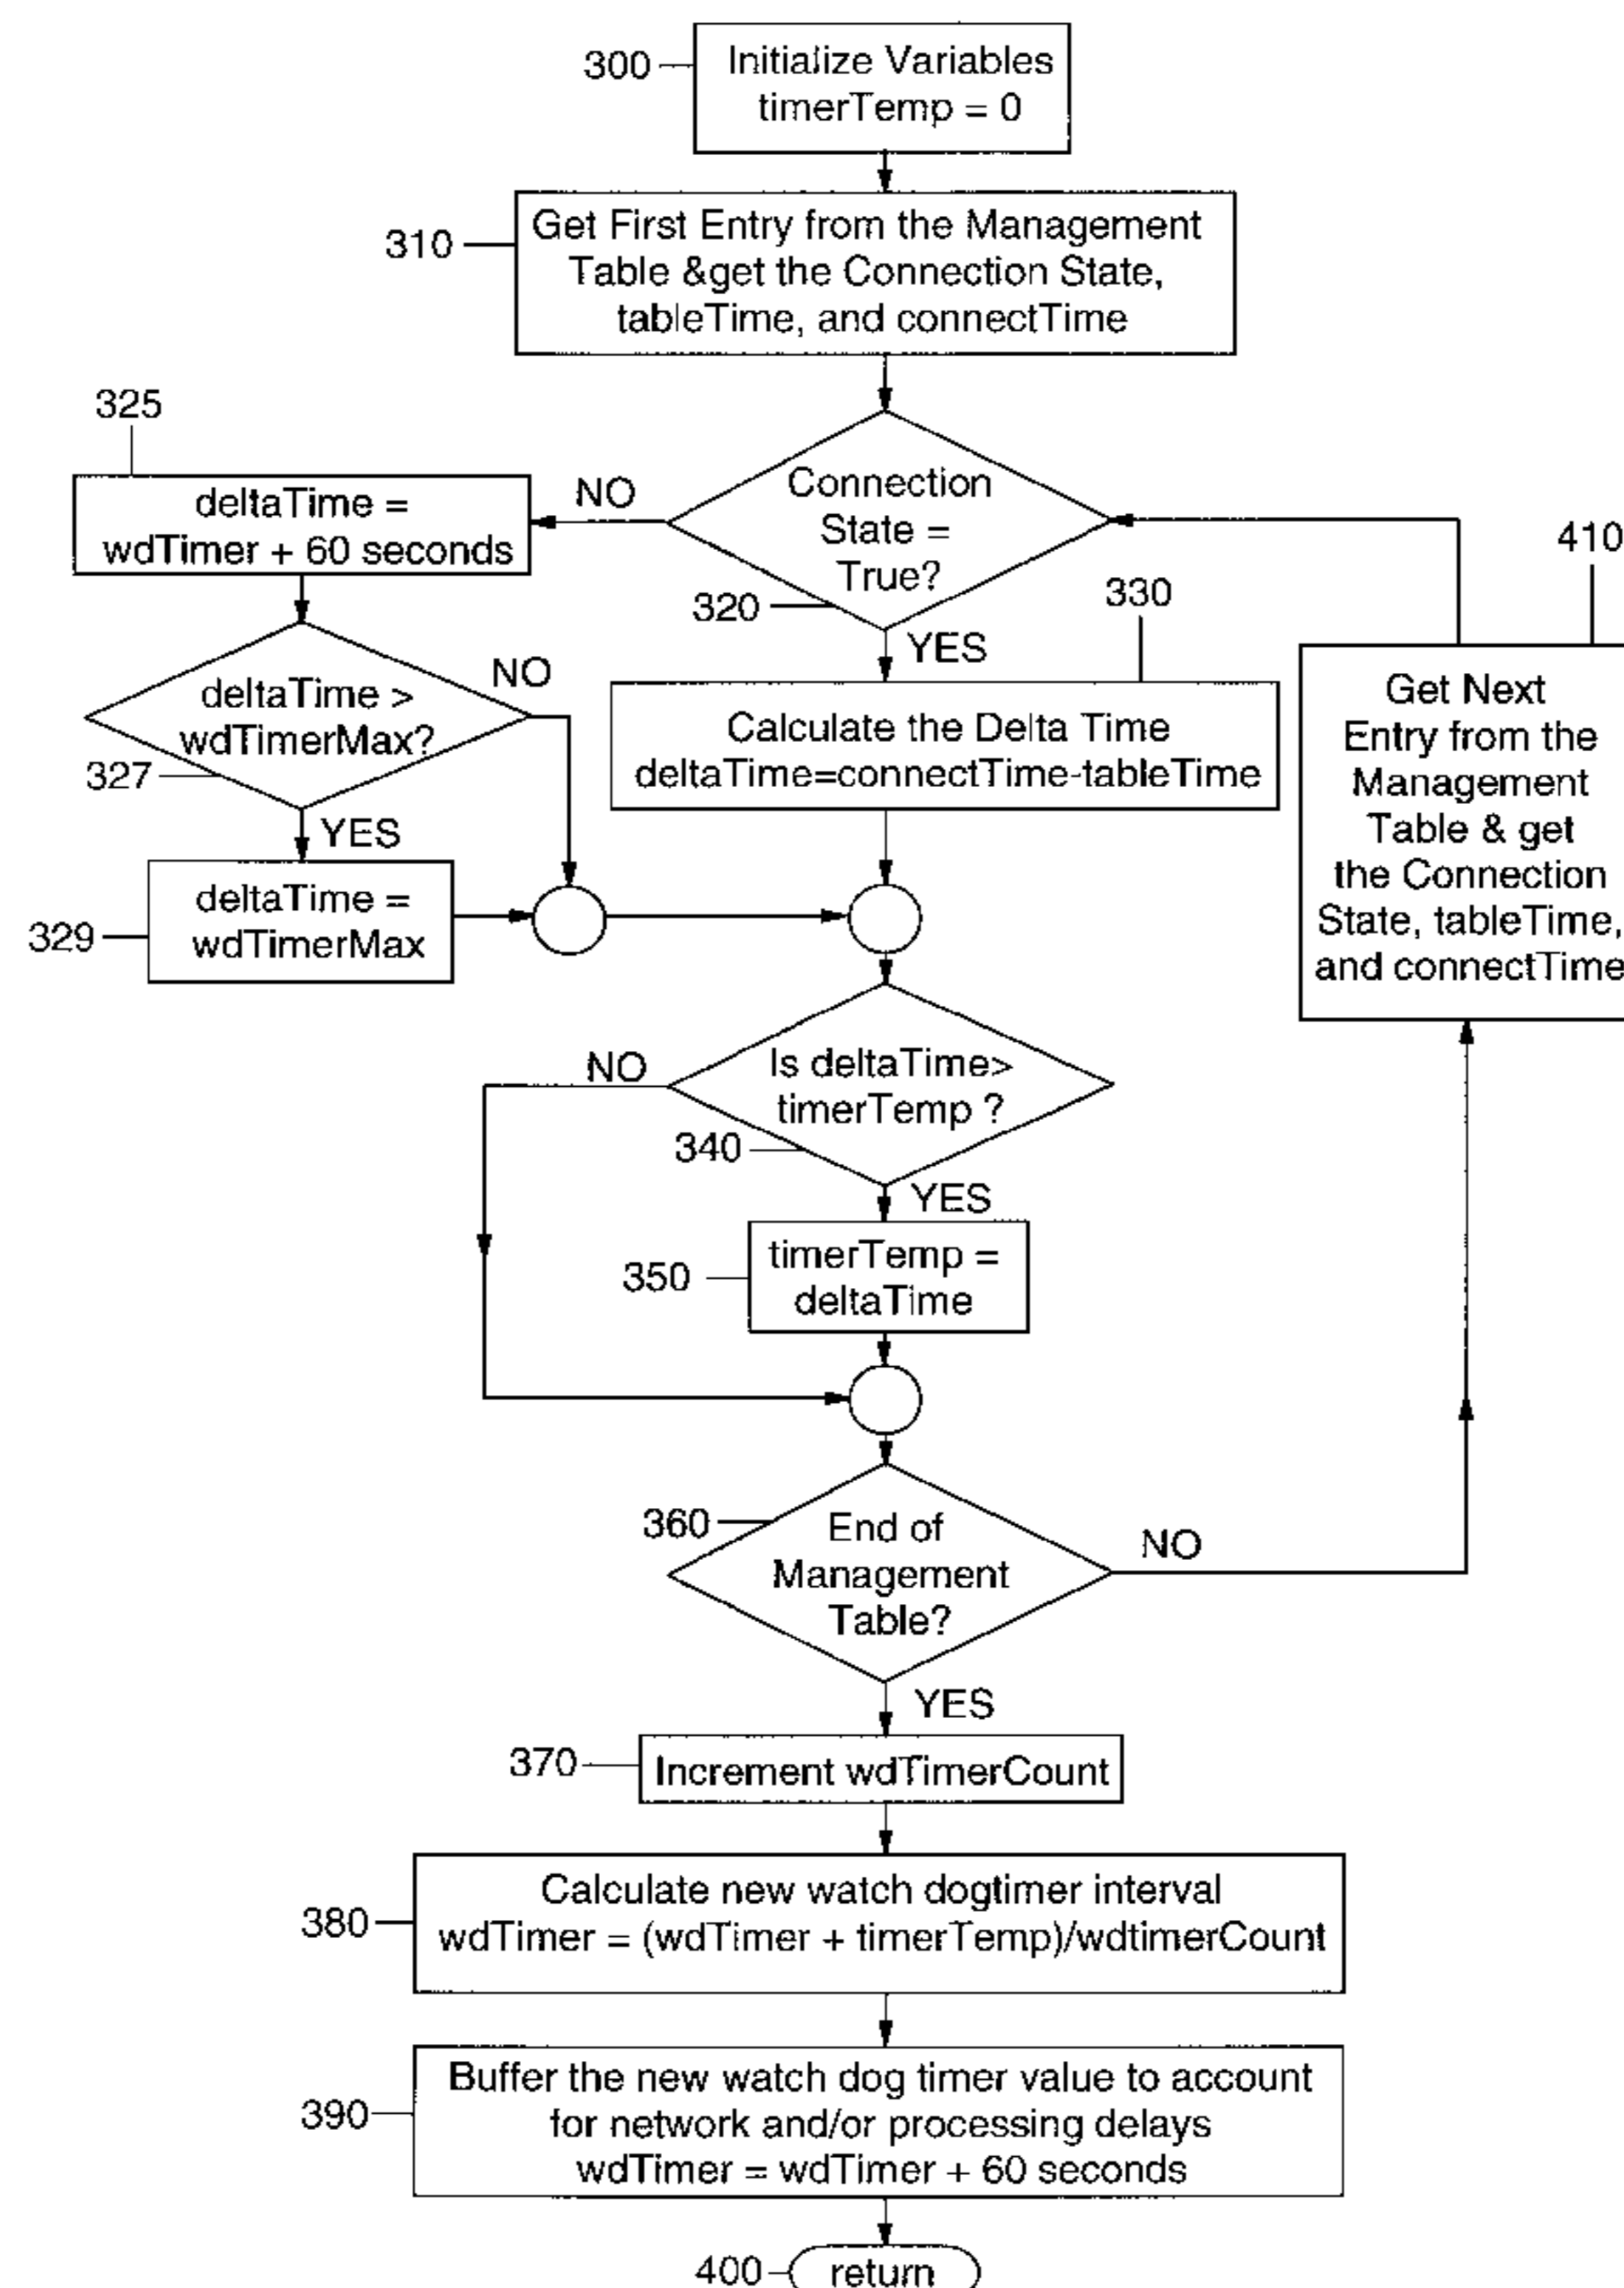 300
Initialize Variables
timerTemp = 0
310
Get First Entry from the Management
Table &get the Connection State,
tableTime, and connectTime
325
deltaTime =
wdTimer + 60 seconds
NO
Connection
State =
True?
320
YES
330
410
deltaTime >
wdTimerMax?
NO
327
YES
Calculate the Delta Time
deltaTime=connectTime-tableTime
Get Next
Entry from the
Management
Table & get
the Connection
State, tableTime,
and connectTime
329
deltaTime =
wdTimerMax
NO
Is deltaTime>
timerTemp ?
340
YES
350
timerTemp =
deltaTime
360
End of
Management
Table?
NO
YES
370
Increment wdTimerCount
380
Calculate new watch dogtimer interval
wdTimer = (wdTimer + timerTemp)/wdtimerCount
390
Buffer the new watch dog timer value to account
for network and/or processing delays
wdTimer = wdTimer + 60 seconds
400
return